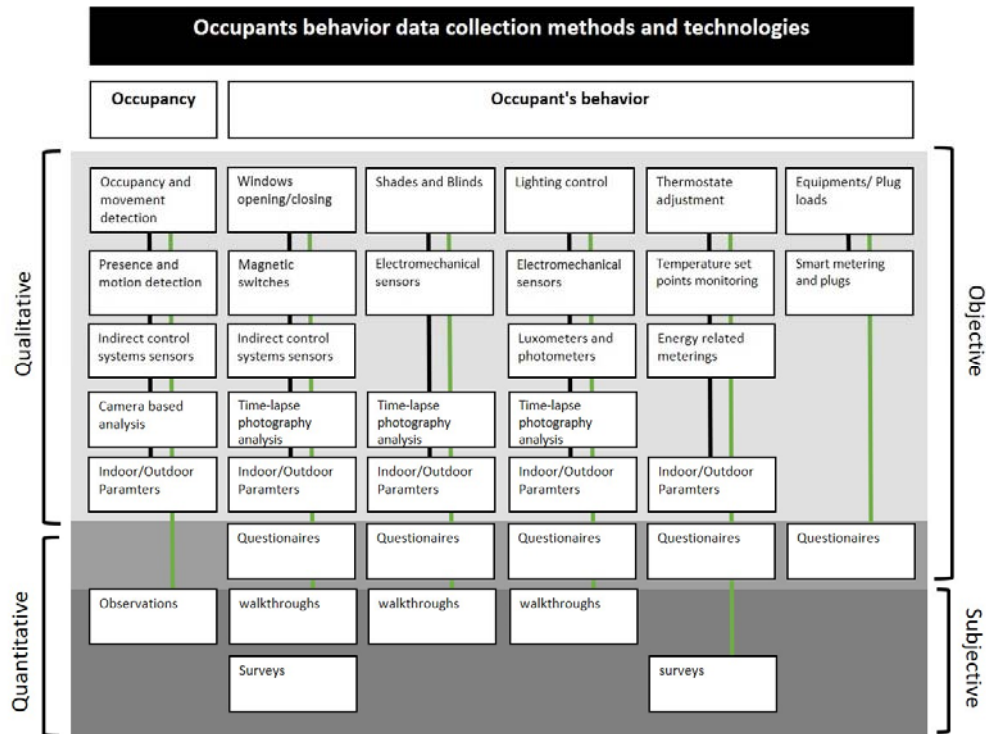 Occupants behavior data collection methods and technologies
Occupancy
Occupant's behavior
Qualitative
Objective
Occupancy and
movement
detection
Windows
opening/closing
Shades and Blinds
Lighting control
Thermostate
adjustment
Equipments/ Plug
loads
Presence and
motion detection
Magnetic
switches
Electromechanical
sensors
Electromechanical
sensors
Temperature set
points monitoring
Smart metering
and plugs
Indirect control
systems sensors
Indirect control
systems sensors
Luxometers and
photometers
Energy related
meterings
Camera based
analysis
Time-lapse
photography
analysis
Time-lapse
photography
analysis
Time-lapse
photography
analysis
Indoor/Outdoor
Paramters
Indoor/Outdoor
Paramters
Indoor/Outdoor
Paramters
Indoor/Outdoor
Paramters
Indoor/Outdoor
Paramters
Quantitative
Subjective
Questionaires
Questionaires
Questionaires
Questionaires
Questionaires
Observations
walkthroughs
walkthroughs
walkthroughs
Surveys
surveys